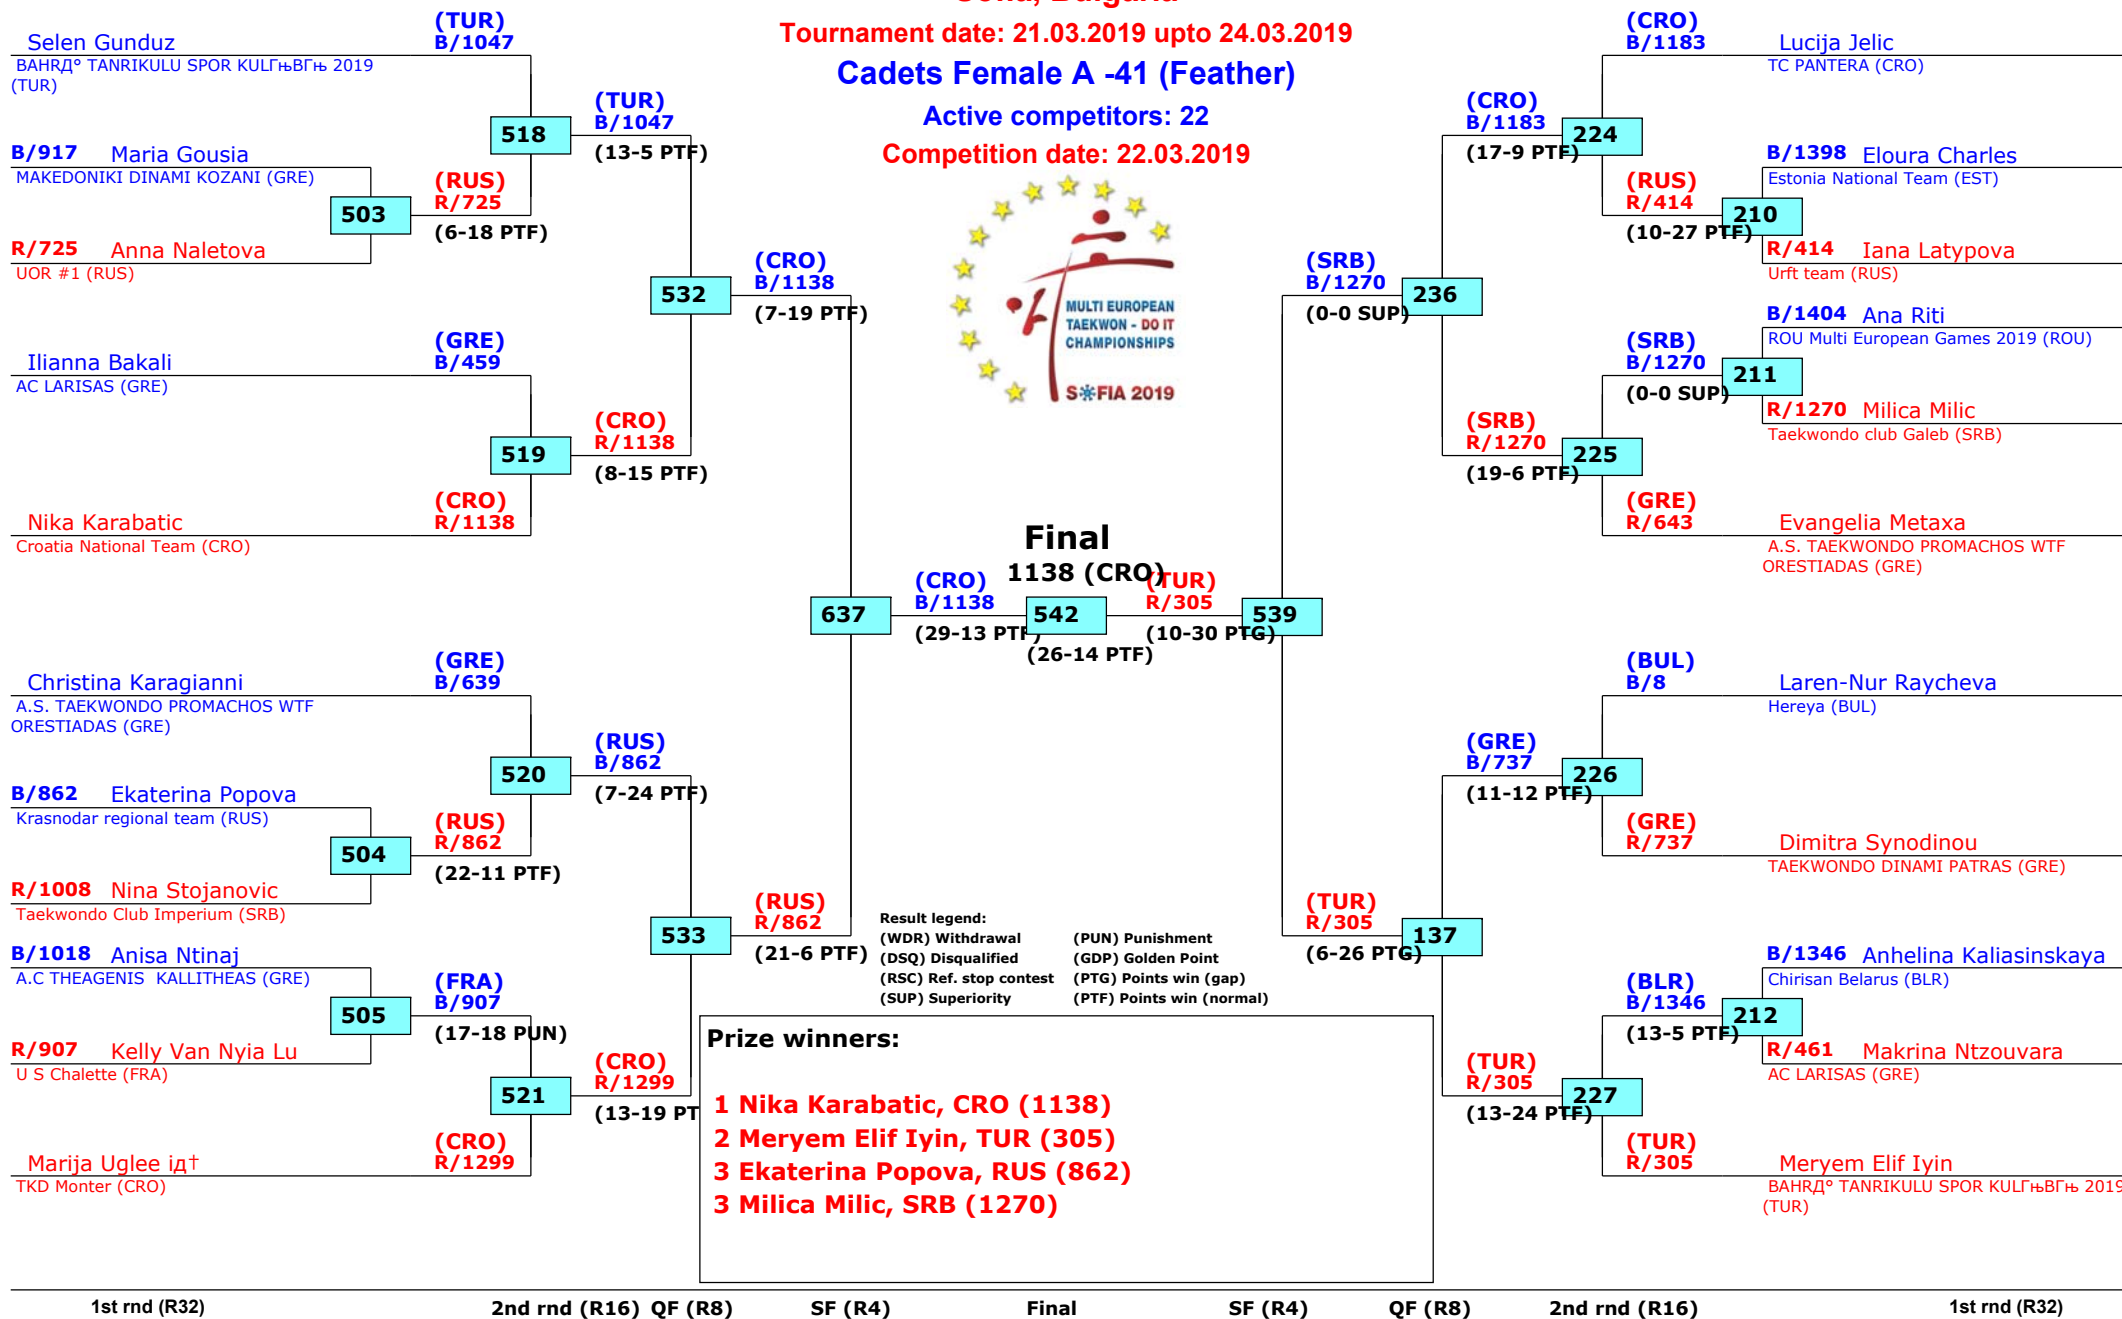 Sofia, Bulgaria
Tournament date: 21.03.2019 upto 24.03.2019
Cadets Female A -41 (Feather)
Active competitors: 22
Competition date: 22.03.2019
MULTI EUROPEAN
TAEKWON - DO IT
CHAMPIONSHIPS
SOFIA 2019
Selen Gunduz
BAHRД° TANRIKULU SPOR KULГњBГњ 2019
(TUR)
(TUR)
B/1047
B/917 Maria Gousia
MAKEDONIKI DINAMI KOZANI (GRE)
R/725 Anna Naletova
UOR #1 (RUS)
503
(RUS)
R/725
(6-18 PTF)
518
(TUR)
B/1047
(13-5 PTF)
Ilianna Bakali
AC LARISAS (GRE)
(GRE)
B/459
Nika Karabatic
Croatia National Team (CRO)
(CRO)
R/1138
519
(CRO)
R/1138
(8-15 PTF)
532
(CRO)
B/1138
(7-19 PTF)
Christina Karagianni
A.S. TAEKWONDO PROMACHOS WTF
ORESTIADAS (GRE)
(GRE)
B/639
B/862 Ekaterina Popova
Krasnodar regional team (RUS)
R/1008 Nina Stojanovic
Taekwondo Club Imperium (SRB)
504
(RUS)
R/862
(22-11 PTF)
520
(RUS)
B/862
(7-24 PTF)
B/1018 Anisa Ntinaj
A.C THEAGENIS  KALLITHEAS (GRE)
R/907 Kelly Van Nyia Lu
U S Chalette (FRA)
505
(FRA)
B/907
(17-18 PUN)
Marija Uglee iд†
TKD Monter (CRO)
(CRO)
R/1299
521
(CRO)
R/1299
(13-19 PT
533
(RUS)
R/862
(21-6 PTF)
637
(CRO)
B/1138
(29-13 PTF)
Final
1138 (CRO)
542
(26-14 PTF)
(TUR)
R/305
(10-30 PTG)
539
(SRB)
B/1270
(0-0 SUP)
236
(CRO)
B/1183
(17-9 PTF)
224
(CRO)
B/1183
Lucija Jelic
TC PANTERA (CRO)
(RUS)
R/414
(10-27 PTF)
210
B/1398 Eloura Charles
Estonia National Team (EST)
R/414 Iana Latypova
Urft team (RUS)
B/1404 Ana Riti
ROU Multi European Games 2019 (ROU)
(SRB)
B/1270
(0-0 SUP)
211
R/1270 Milica Milic
Taekwondo club Galeb (SRB)
(SRB)
R/1270
(19-6 PTF)
225
(GRE)
R/643
Evangelia Metaxa
A.S. TAEKWONDO PROMACHOS WTF
ORESTIADAS (GRE)
(BUL)
B/8
Laren-Nur Raycheva
Hereya (BUL)
(GRE)
B/737
(11-12 PTF)
226
(GRE)
R/737
Dimitra Synodinou
TAEKWONDO DINAMI PATRAS (GRE)
(TUR)
R/305
(6-26 PTG)
137
B/1346 Anhelina Kaliasinskaya
Chirisan Belarus (BLR)
(BLR)
B/1346
(13-5 PTF)
212
R/461 Makrina Ntzouvara
AC LARISAS (GRE)
(TUR)
R/305
(13-24 PTF)
227
(TUR)
R/305
Meryem Elif Iyin
BAHRД° TANRIKULU SPOR KULГњBГњ 2019
(TUR)
Result legend:
(WDR) Withdrawal (PUN) Punishment
(DSQ) Disqualified (GDP) Golden Point
(RSC) Ref. stop contest (PTG) Points win (gap)
(SUP) Superiority (PTF) Points win (normal)
Prize winners:
1 Nika Karabatic, CRO (1138)
2 Meryem Elif Iyin, TUR (305)
3 Ekaterina Popova, RUS (862)
3 Milica Milic, SRB (1270)
1st rnd (R32) 2nd rnd (R16) QF (R8) SF (R4) Final SF (R4) QF (R8) 2nd rnd (R16) 1st rnd (R32)